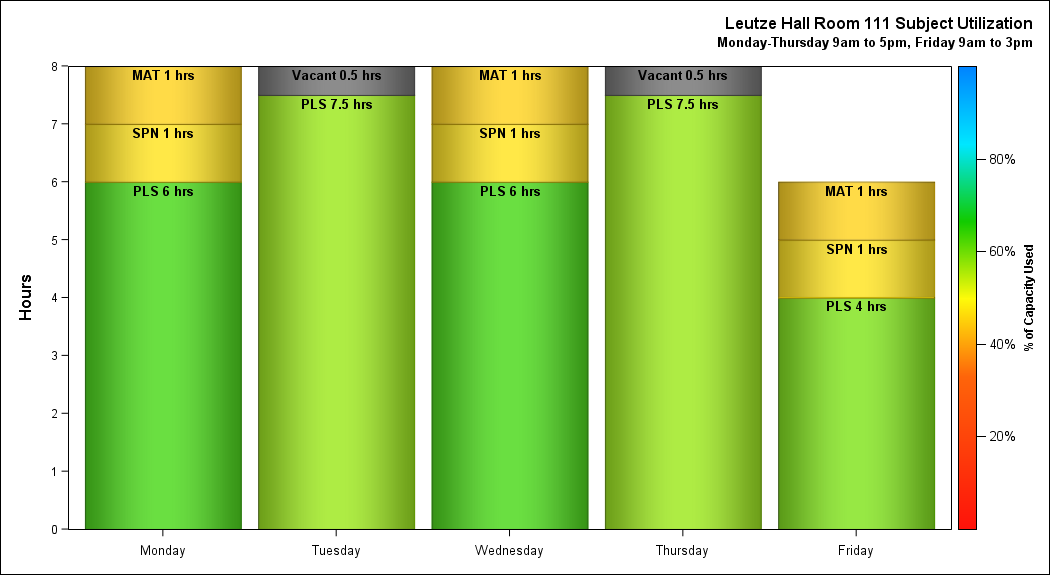 Leutze Hall Room 111 Subject Utilization
Monday-Thursday 9am to 5pm, Friday 9am to 3pm
Hours
8
7
6
5
4
3
2
1
0
MAT 1 hrs
SPN 1 hrs
PLS 6 hrs
Monday
Vacant 0.5 hrs
PLS 7.5 hrs
Tuesday
MAT 1 hrs
SPN 1 hrs
PLS 6 hrs
Wednesday
Vacant 0.5 hrs
PLS 7.5 hrs
Thursday
MAT 1 hrs
SPN 1 hrs
PLS 4 hrs
Friday
80%
60%
40%
20%
% of Capacity Used